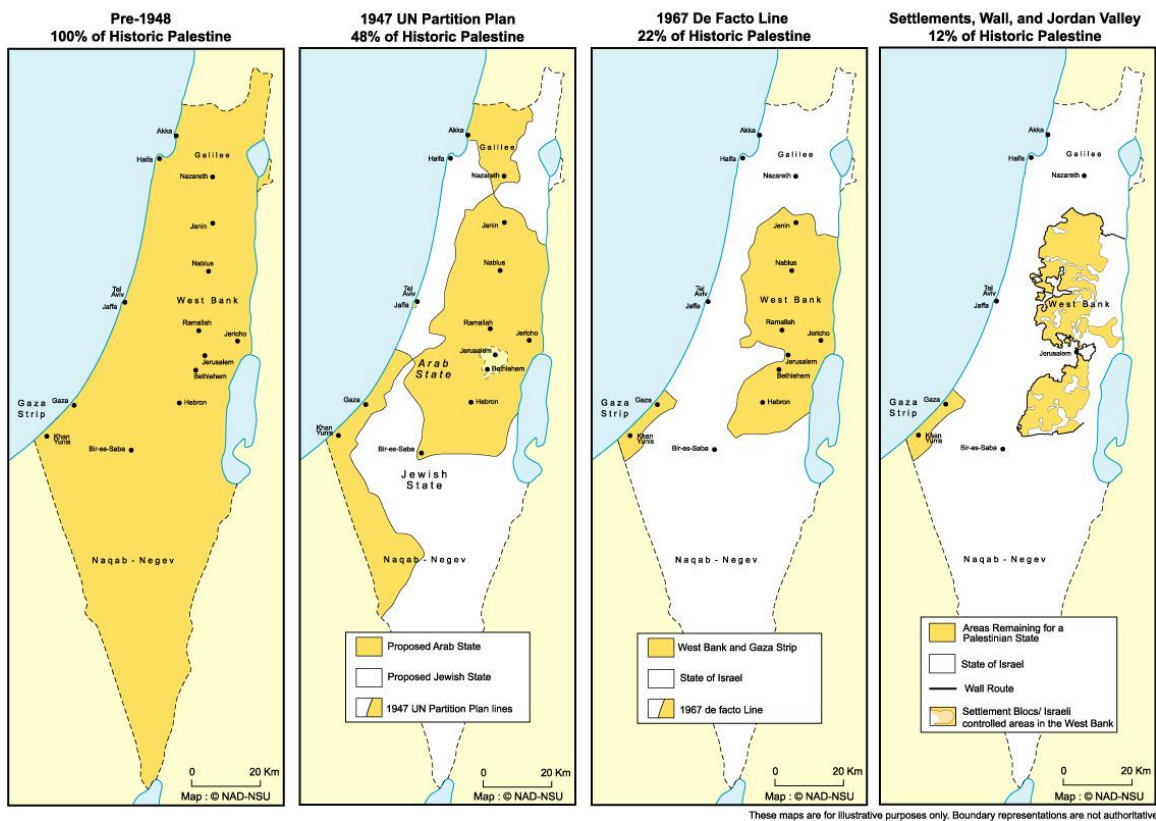 Pre-1948
100% of Historic Palestine
Akka
Haifa
Galilee
Nazareth
Jenin
Nablus
Tel
Aviv
Jaffa
West Bank
Ramallah
Jericho
Jerusalem
Bethlehem
Gaza
Strip
Gaza
Hebron
Khan
Yunis
Bir-es-Saba
Naqab - Negev
0 20 Km
Map : © NAD-NSU
1947 UN Partition Plan
48% of Historic Palestine
Akka
Haifa
Galilee
Nazareth
Jenin
Nablus
Tel
Aviv
Jaffa
Ramallah
Jericho
Jerusalem
Arab
State
Bethlehem
Gaza
Hebron
Khan
Yunis
Bir-es-Saba
Jewish
State
Naqab - Negev
Proposed Arab State
Proposed Jewish State
1947 UN Partition Plan lines
0 20 Km
Map : © NAD-NSU
1967 De Facto Line
22% of Historic Palestine
Akka
Haifa
Galilee
Nazareth
Jenin
Nablus
Tel
Aviv
Jaffa
West Bank
Ramallah
Jericho
Jerusalem
Bethlehem
Gaza
Strip
Gaza
Hebron
Khan
Yunis
Bir-es-Saba
Naqab - Negev
West Bank and Gaza Strip
State of Israel
1967 de facto Line
0 20 Km
Map : © NAD-NSU
Settlements, Wall, and Jordan Valley
12% of Historic Palestine
Akka
Haifa
Galilee
Nazareth
Tel
Aviv
Jaffa
West Bank
Jerusalem
Gaza
Strip
Gaza
Khan
Yunis
Bir-es-Saba
Naqab - Negev
Areas Remaining for a
Palestinian State
State of Israel
Wall Route
Settlement Blocs/ Israeli
controlled areas in the West Bank
0 20 Km
Map : © NAD-NSU
These maps are for illustrative purposes only. Boundary representations are not authoritative